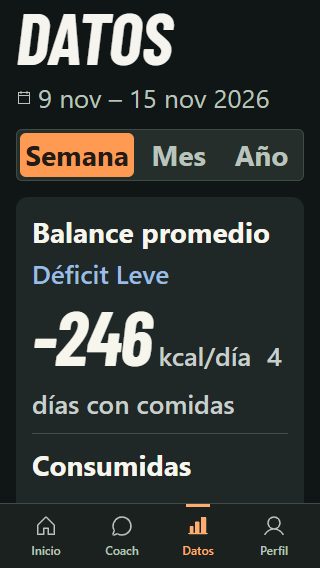 DATOS
9 nov – 15 nov 2026
Semana Mes Año
Balance promedio
Déficit Leve
-246 kcal/día 4
días con comidas
Consumidas
Inicio Coach Datos Perfil